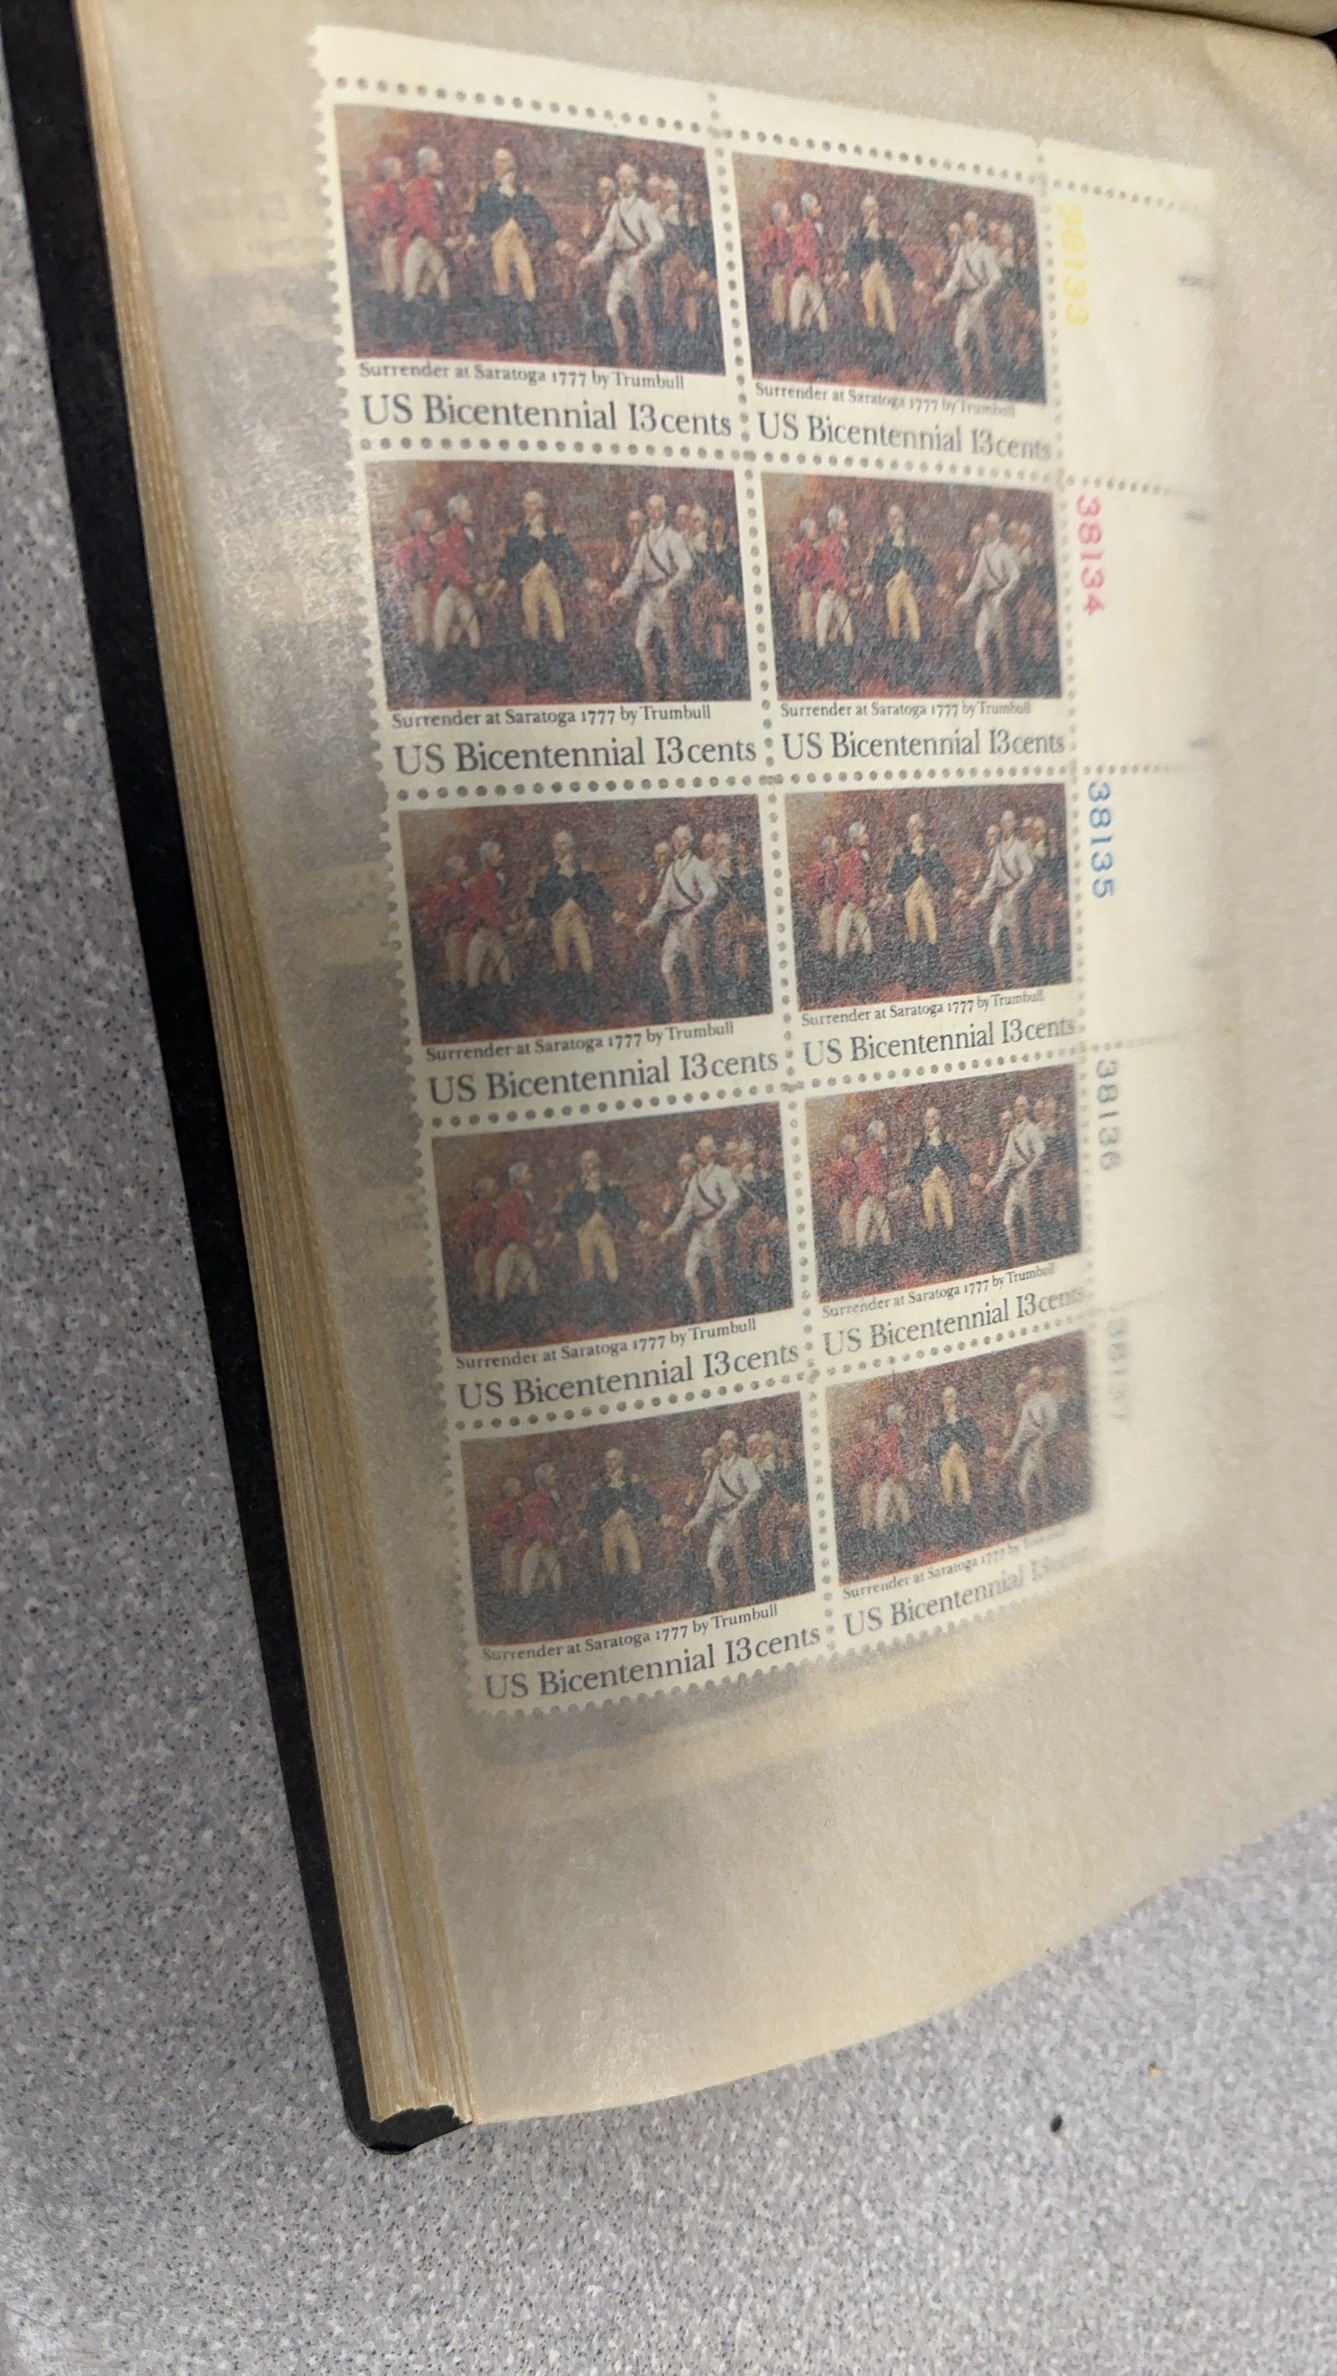 38133
Surrender at Saratoga 1777 by Trumbull
US Bicentennial 13cents
Surrender at Saratoga 1777 by Trumbull
US Bicentennial 13cents
38134
Surrender at Saratoga 1777 by Trumbull
US Bicentennial 13cents
Surrender at Saratoga 1777 by Trumbull
US Bicentennial 13cents
38135
Surrender at Saratoga 1777 by Trumbull
US Bicentennial 13cents
Surrender at Saratoga 1777 by Trumbull
US Bicentennial 13cents
38136
Surrender at Saratoga 1777 by Trumbull
US Bicentennial 13cents
Surrender at Saratoga 1777 by Trumbull
US Bicentennial 13cents
38137
Surrender at Saratoga 1777 by Trumbull
US Bicentennial 13cents
Surrender at Saratoga 1777 by
US Bicentennial